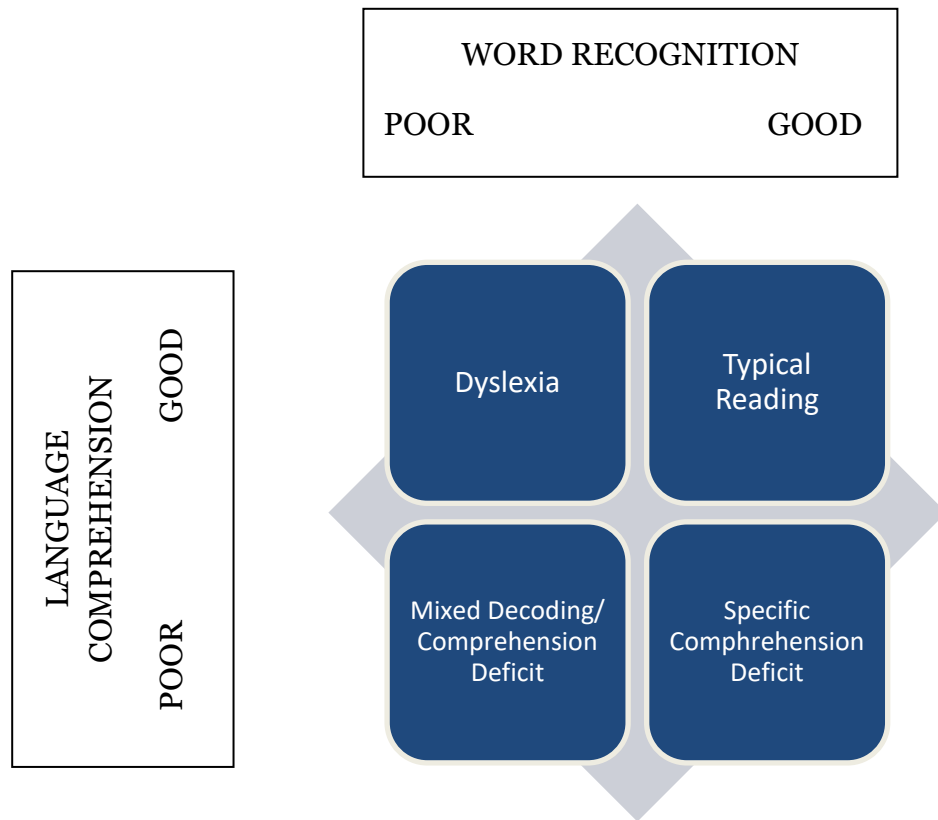 WORD RECOGNITION
POOR GOOD
LANGUAGE
COMPREHENSION
GOOD
POOR
Dyslexia
Typical
Reading
Mixed Decoding/
Comprehension
Deficit
Specific
Comphrehension
Deficit